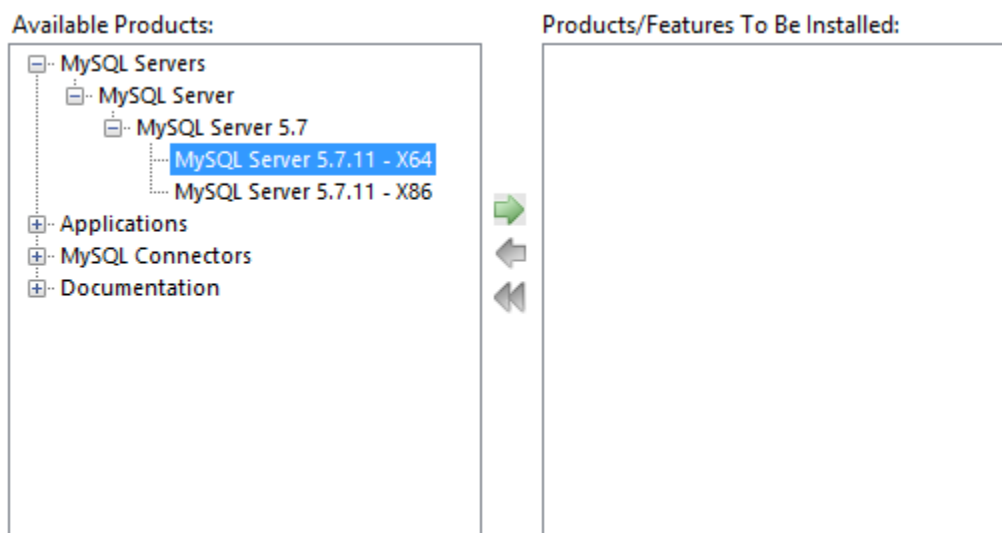 Available Products:
Products/Features To Be Installed:
MySQL Servers
MySQL Server
MySQL Server 5.7
MySQL Server 5.7.11 - X64
MySQL Server 5.7.11 - X86
Applications
MySQL Connectors
Documentation